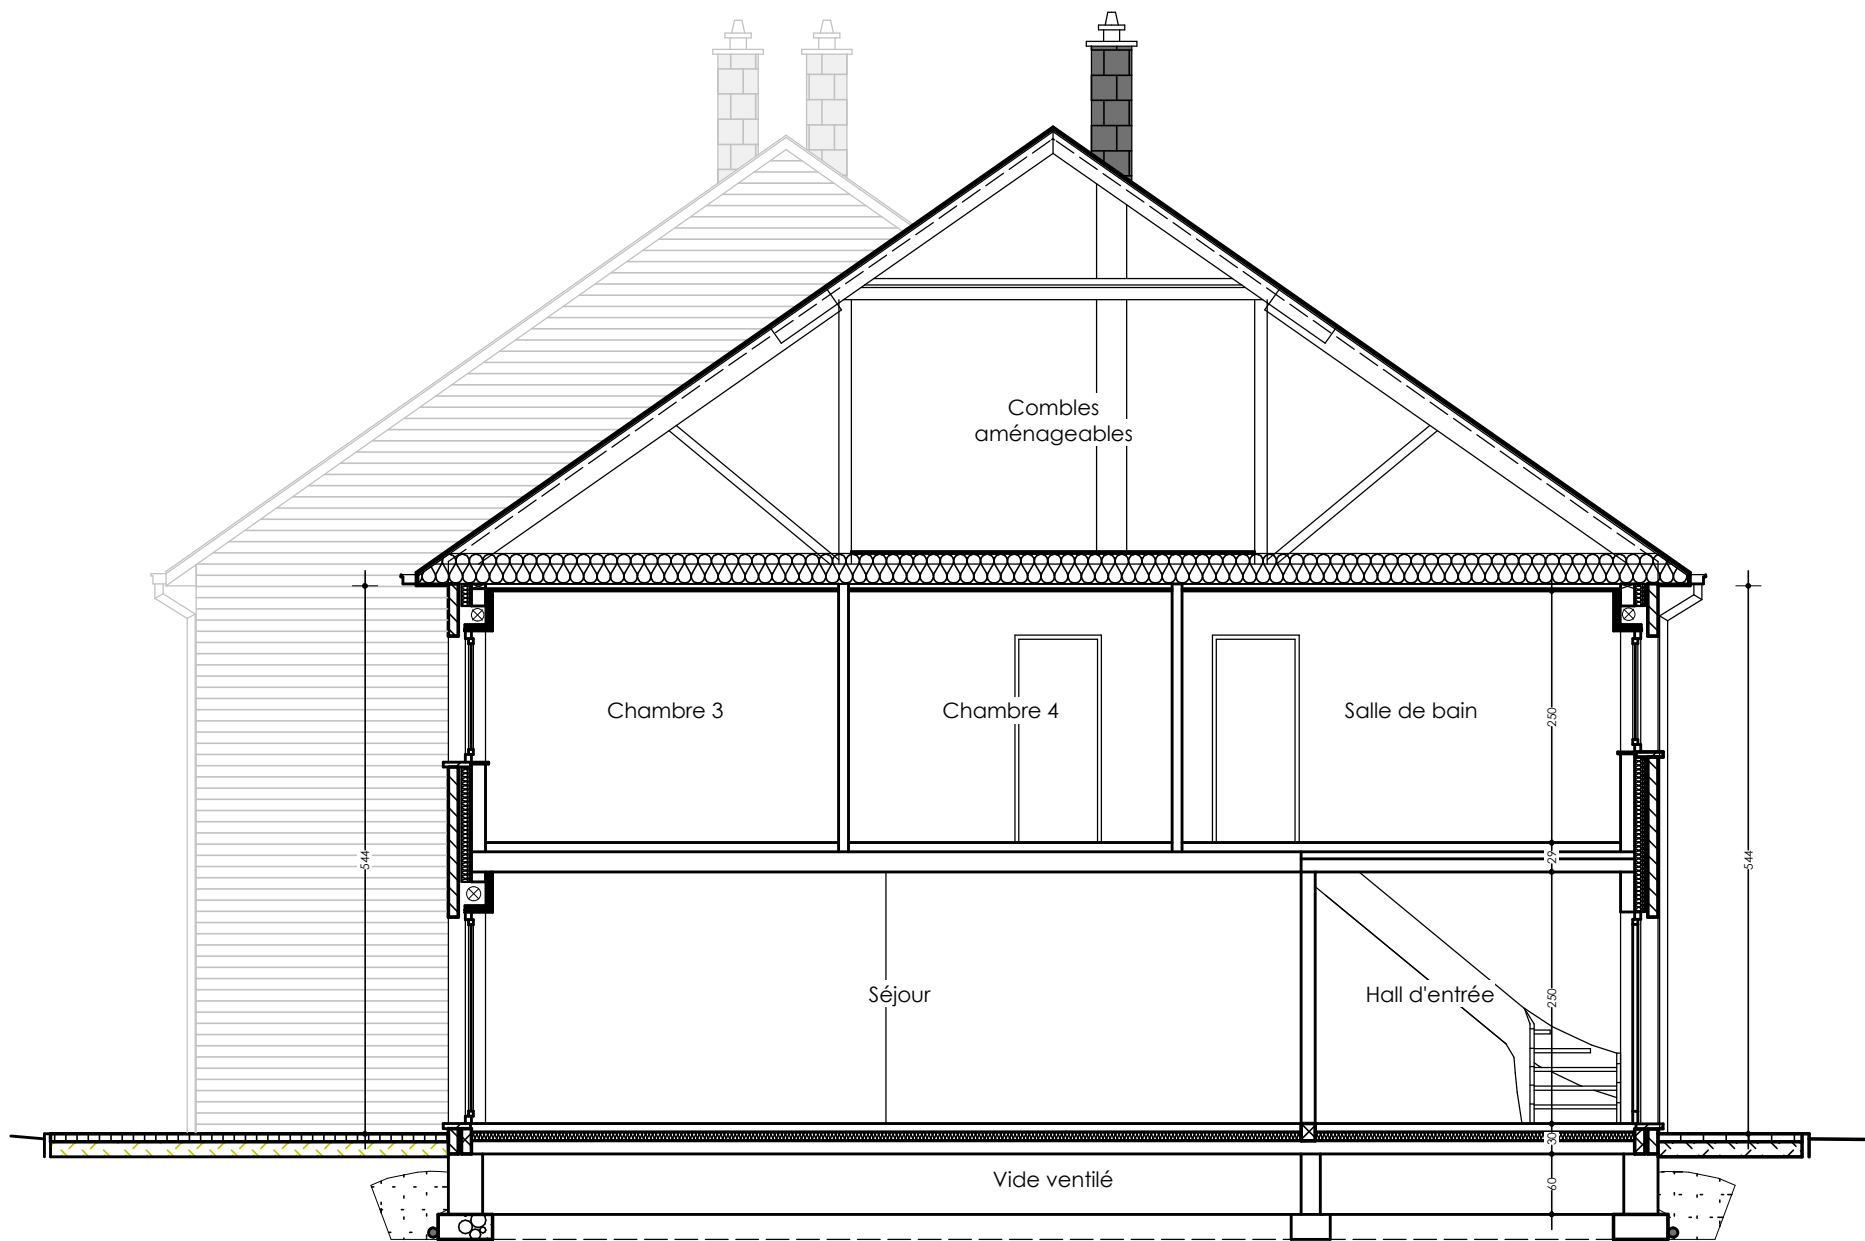 Combles
aménageables
Chambre 3
Chambre 4
Salle de bain
250
544
29
544
Séjour
Hall d'entrée
250
30
Vide ventilé
60